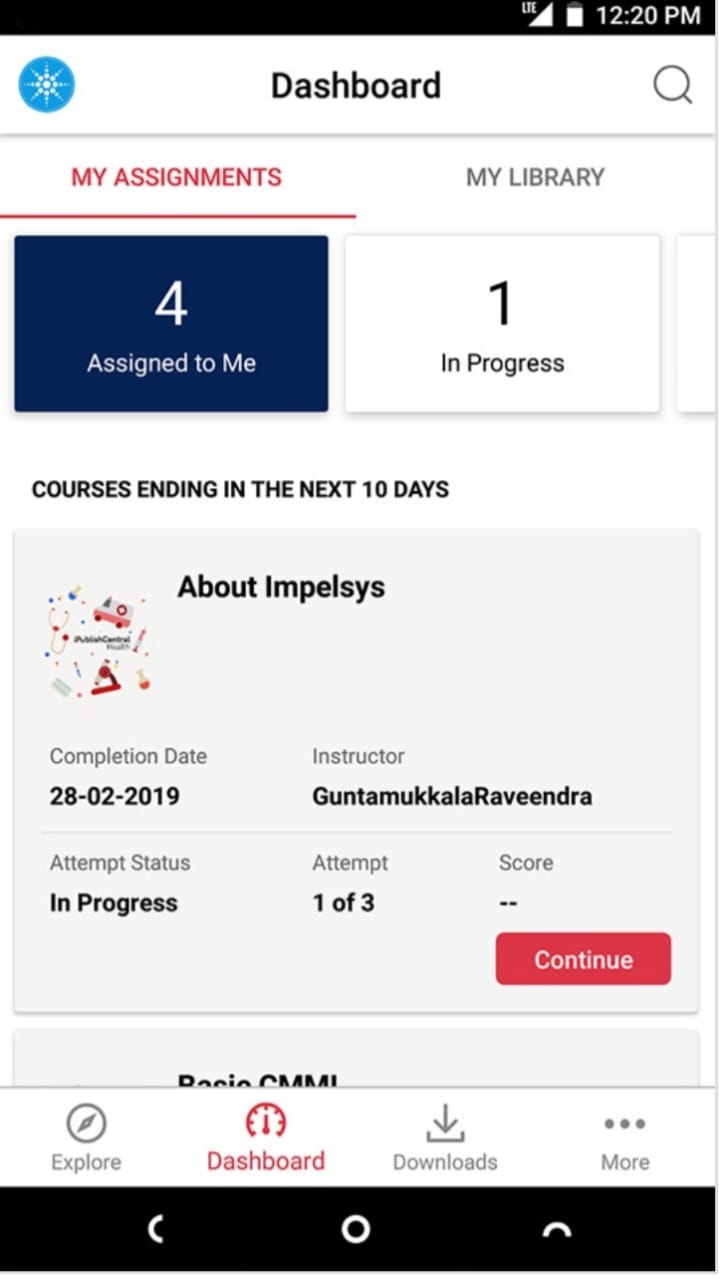 LTE 12:20 PM
Dashboard
MY ASSIGNMENTS MY LIBRARY
4 1
Assigned to Me In Progress
COURSES ENDING IN THE NEXT 10 DAYS
About Impelsys
iPublishCentral
Health
Completion Date Instructor
28-02-2019 GuntamukkalaRaveendra
Attempt Status Attempt Score
In Progress 1 of 3 --
Continue
Basic CMMI
Explore Dashboard Downloads More